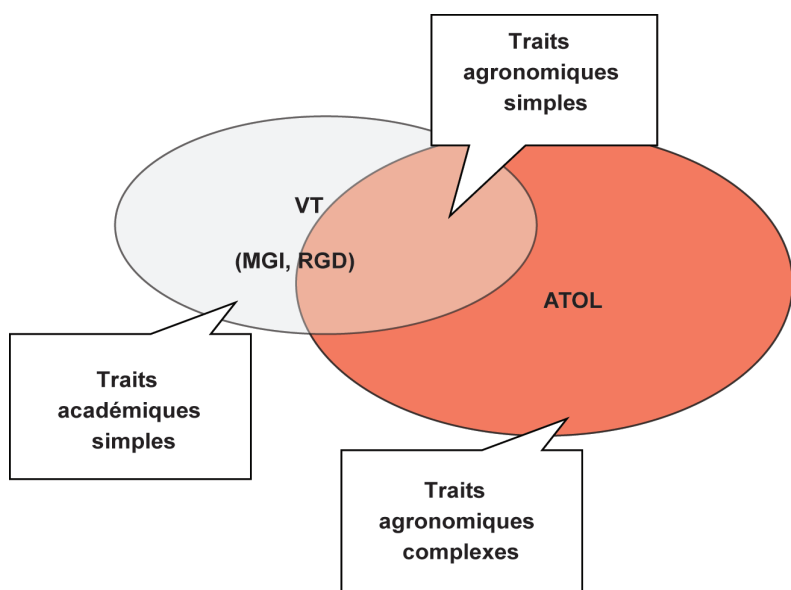 Traits
agronomiques
simples
VT
(MGI, RGD)
ATOL
Traits
académiques
simples
Traits
agronomiques
complexes